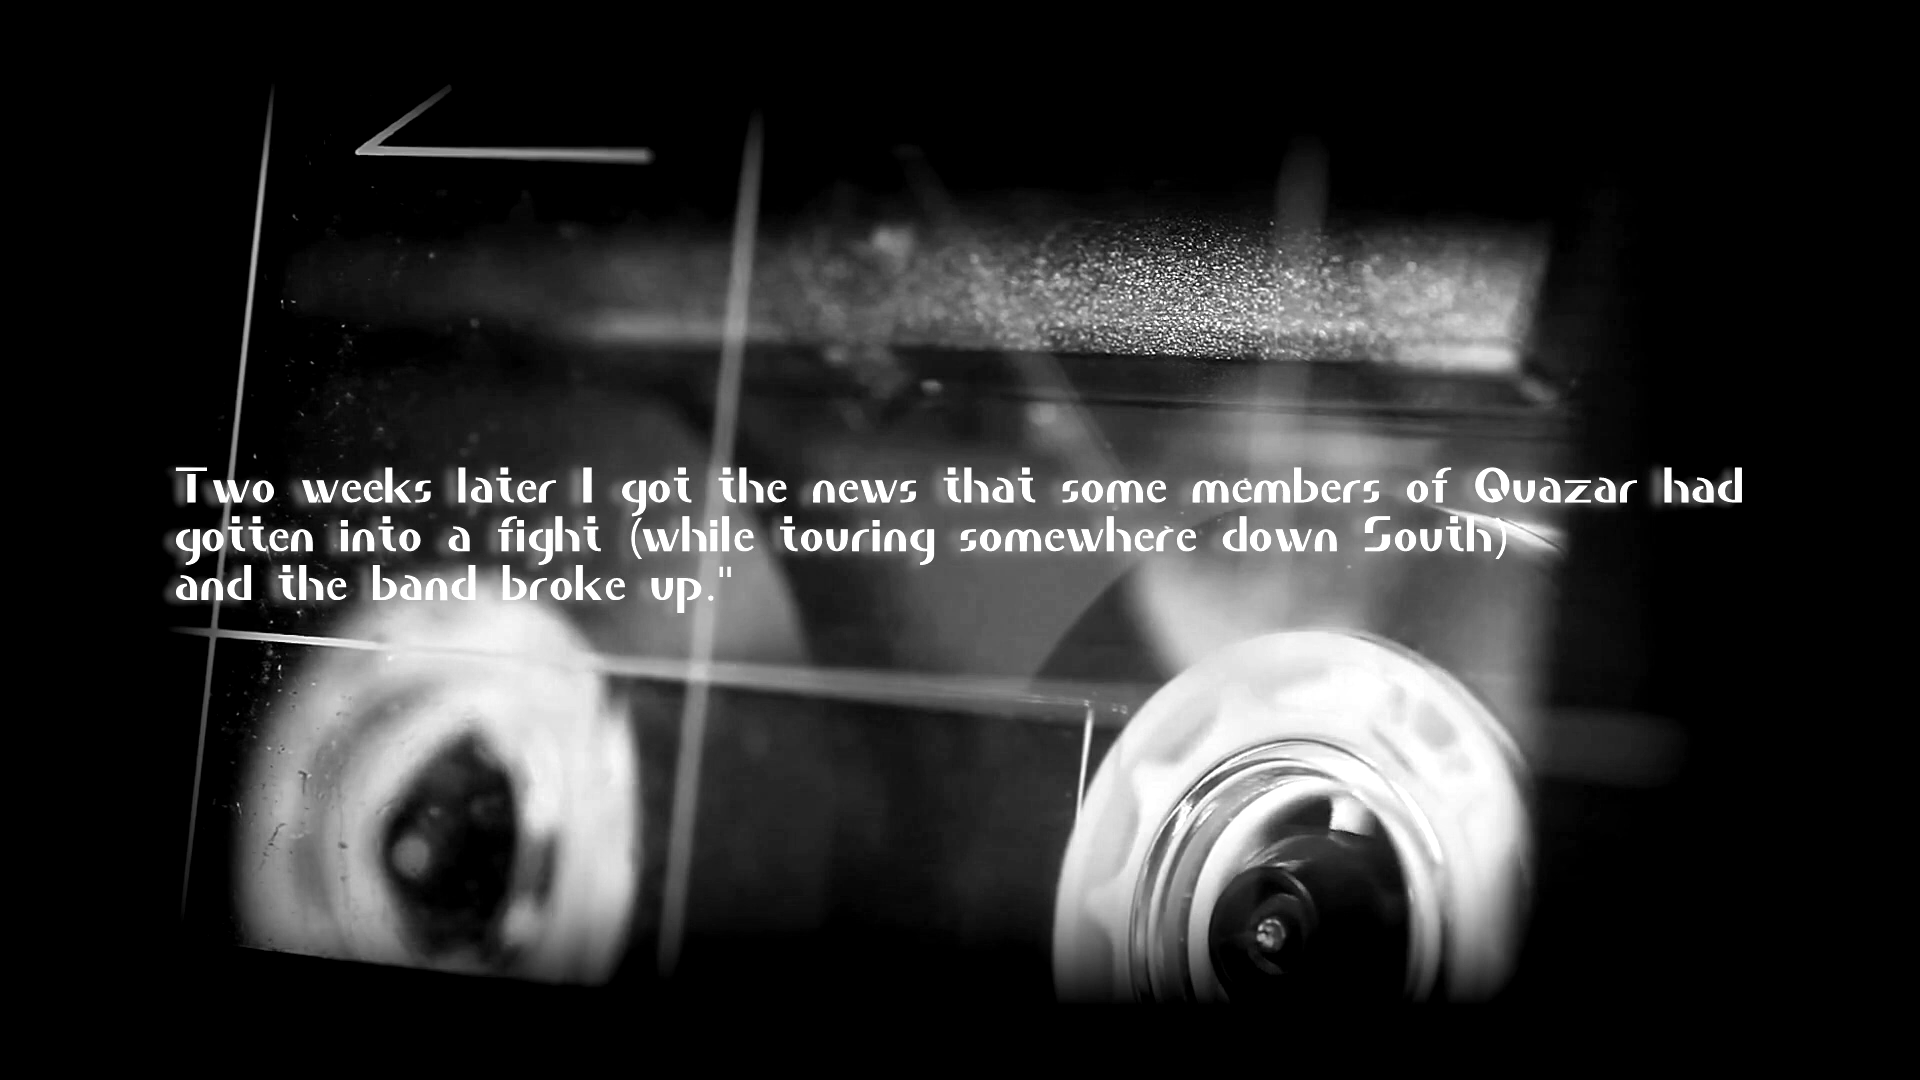 Two weeks later I got the news that some members of Quazar had
gotten into a fight (while touring somewhere down South)
and the band broke up."